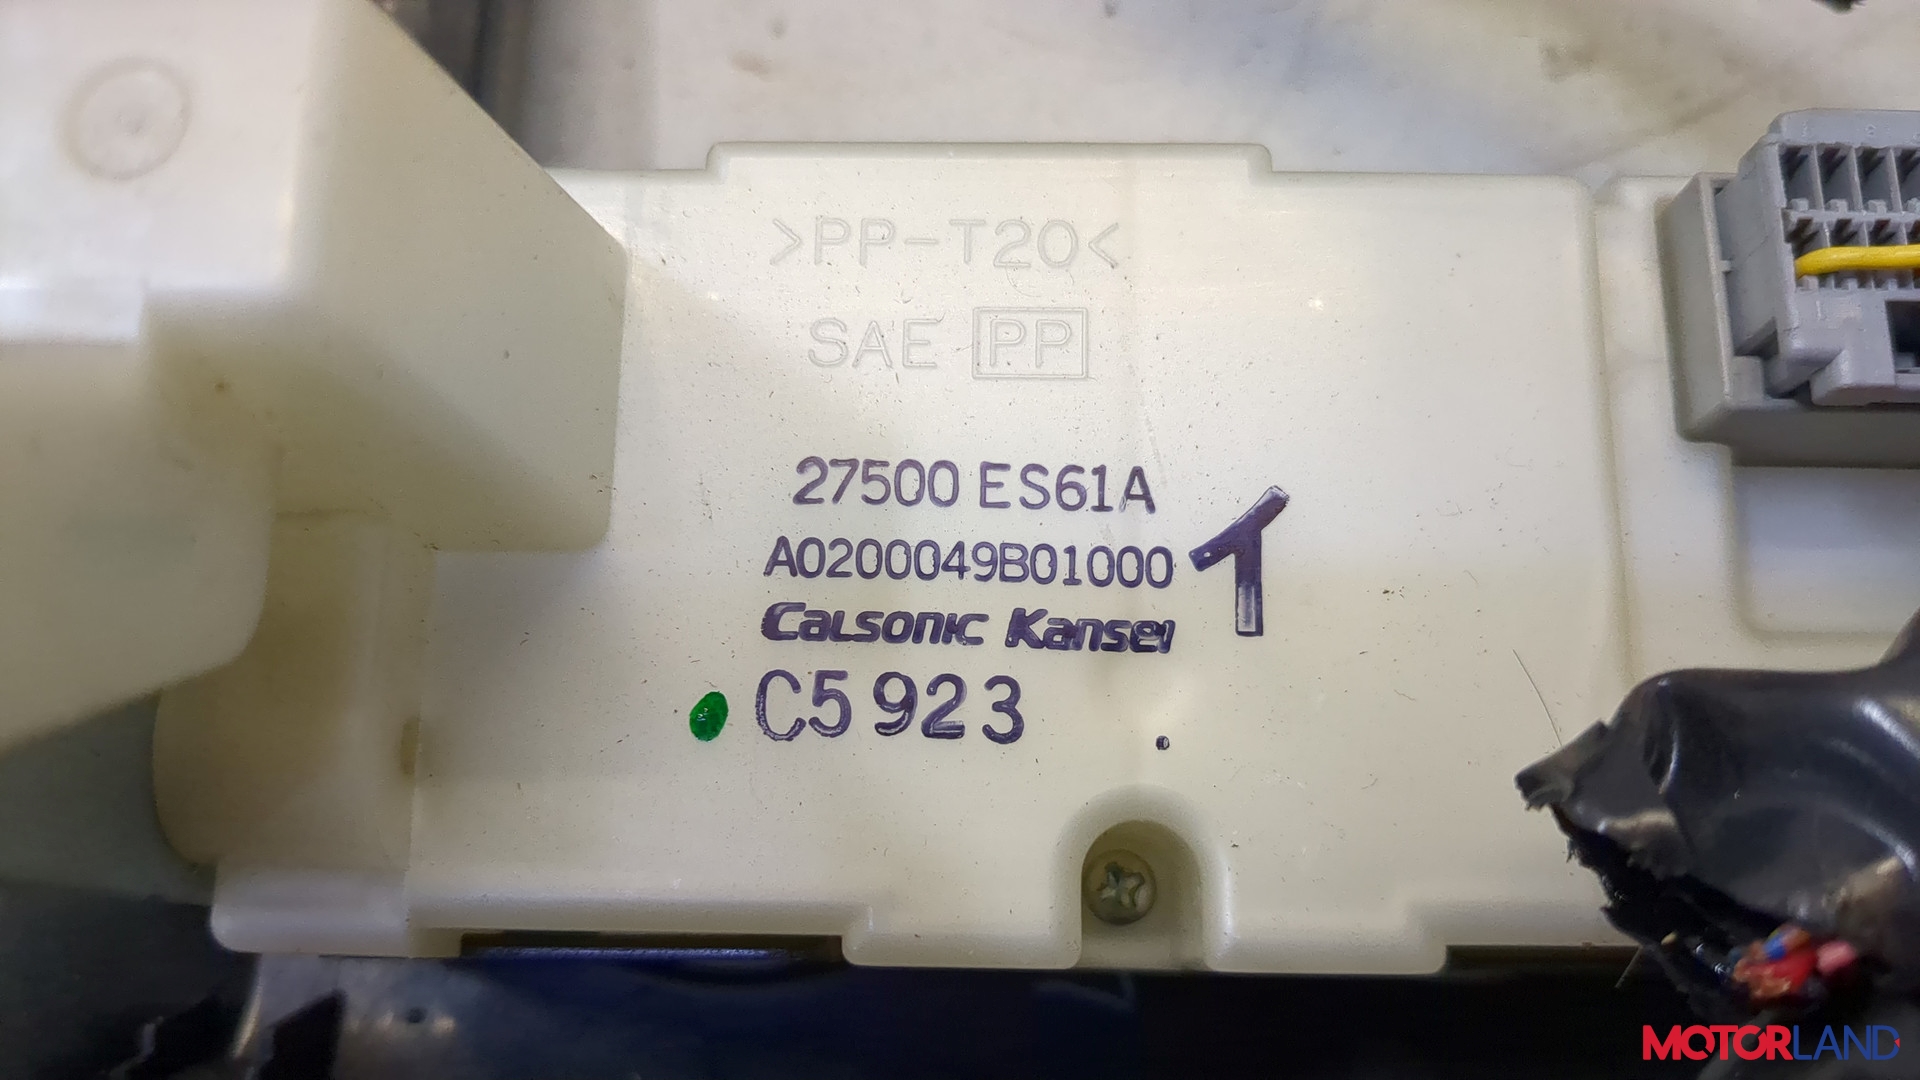 >PP-T20<
SAE PP
27500 ES61A
A0200049B01000
1
Calsonic Kansei
C5923
MOTORLAND